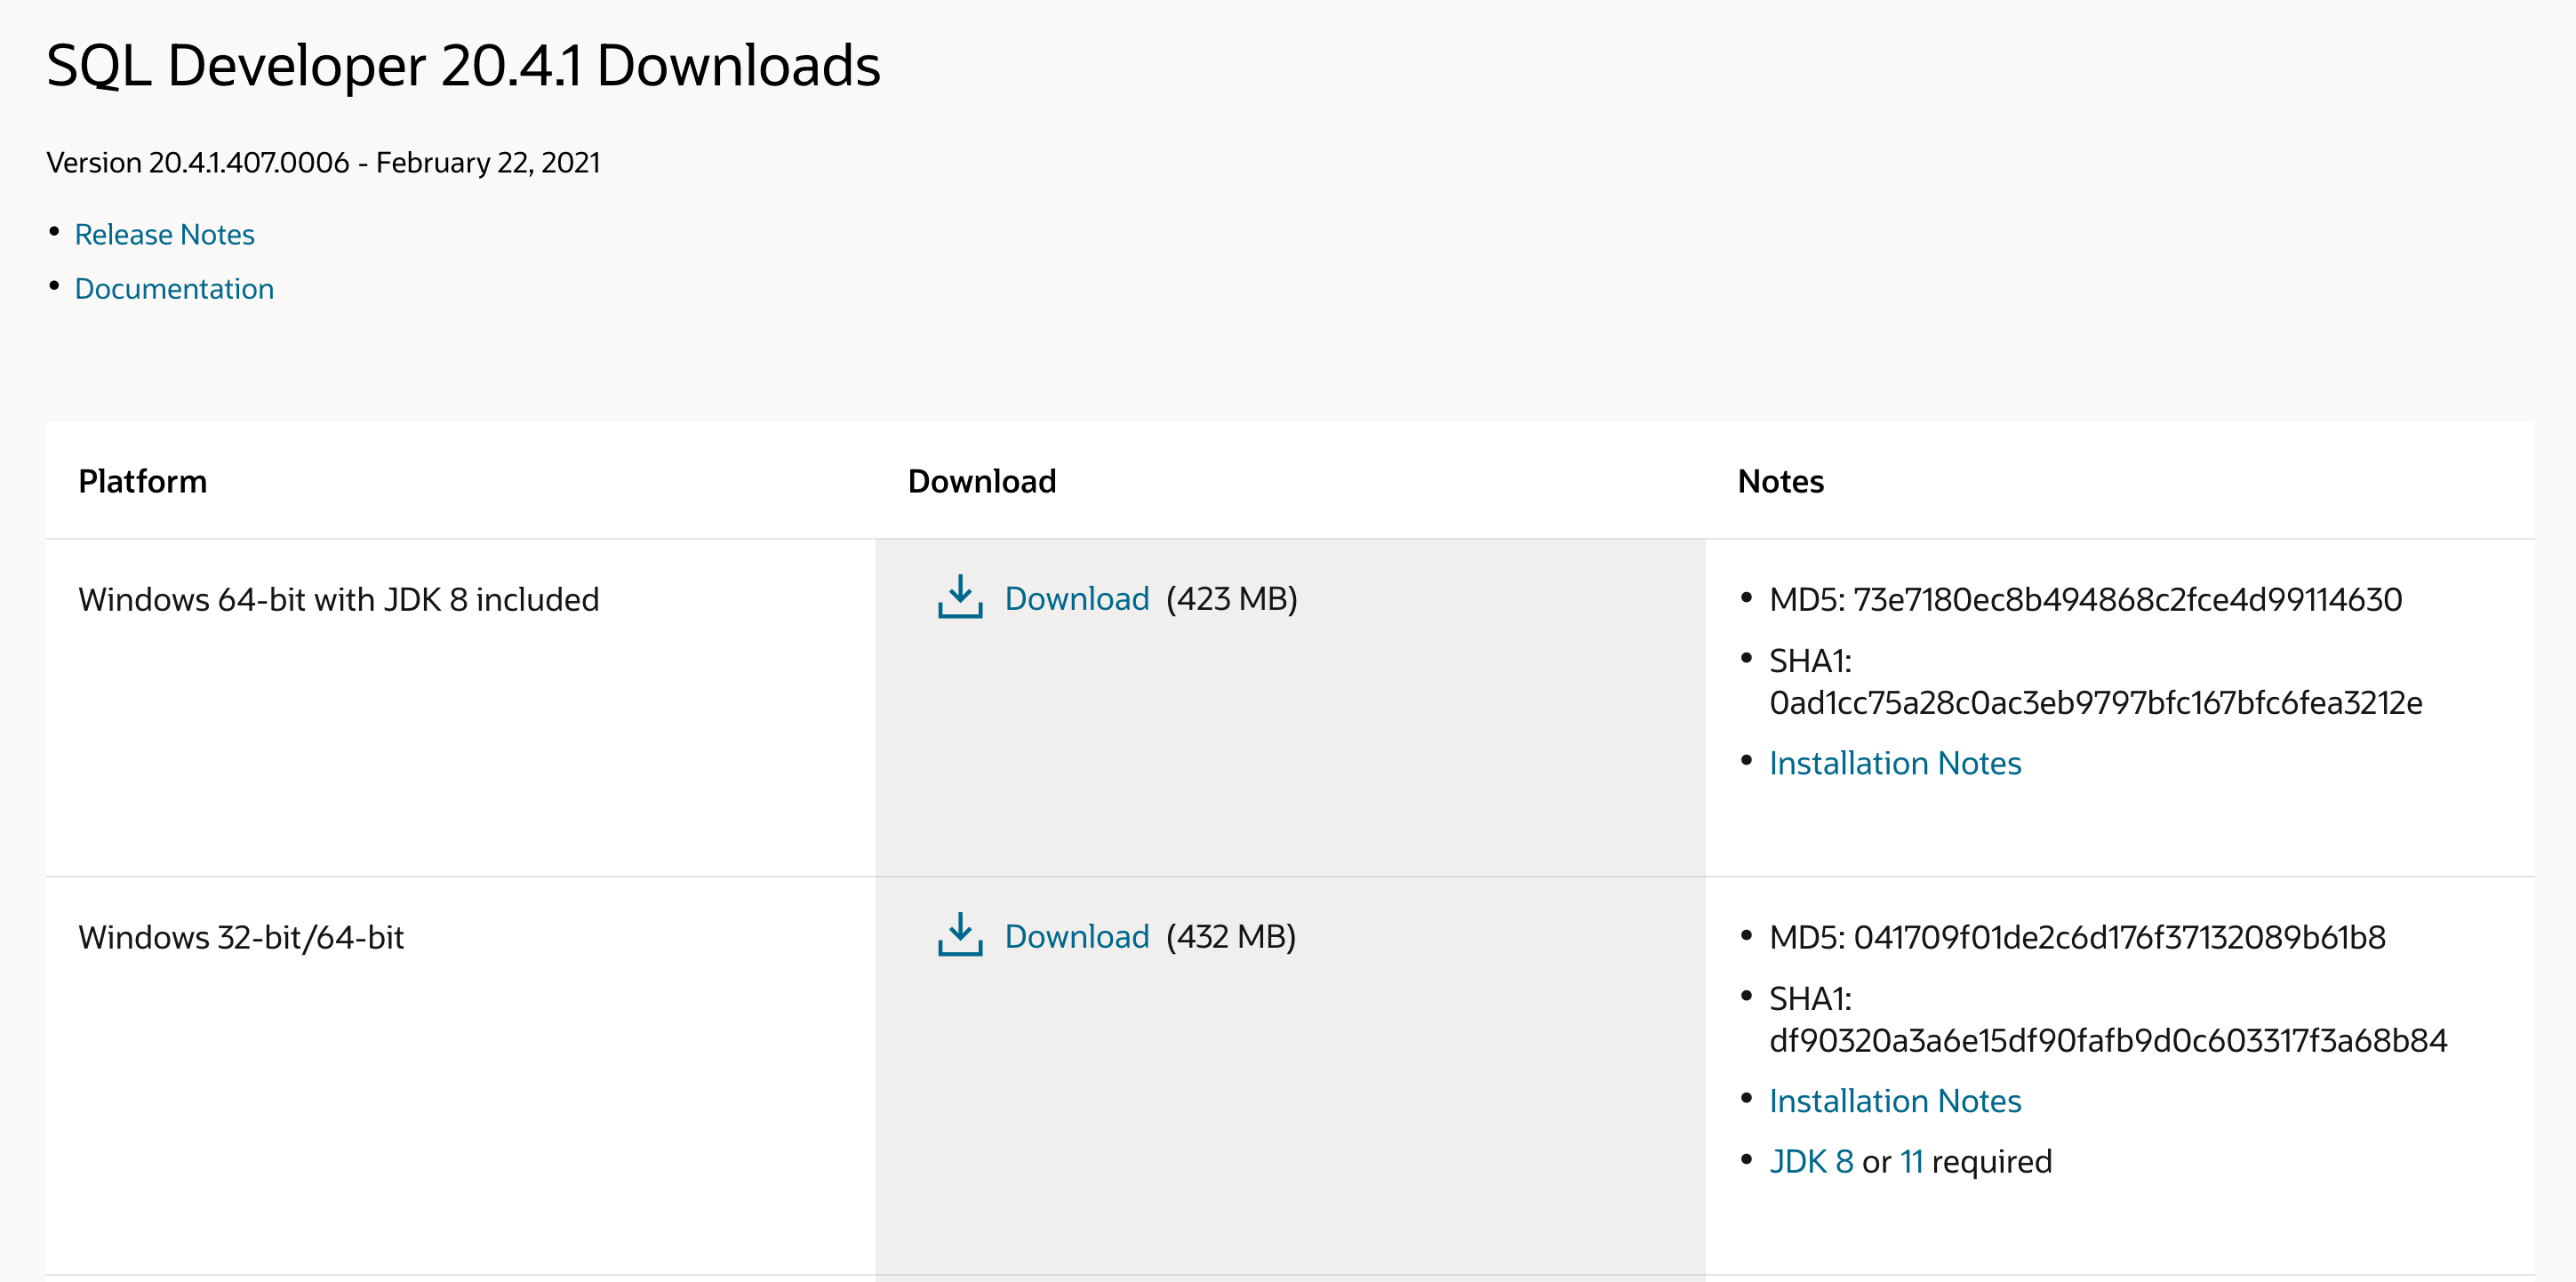 SQL Developer 20.4.1 Downloads
Version 20.4.1.407.0006 - February 22, 2021
• Release Notes
• Documentation
Platform Download Notes
Windows 64-bit with JDK 8 included Download (423 MB) • MD5: 73e7180ec8b494868c2fce4d99114630
• SHA1:
0ad1cc75a28c0ac3eb9797bfc167bfc6fea3212e
• Installation Notes
Windows 32-bit/64-bit Download (432 MB) • MD5: 041709f01de2c6d176f37132089b61b8
• SHA1:
df90320a3a6e15df90fafb9d0c603317f3a68b84
• Installation Notes
• JDK 8 or 11 required